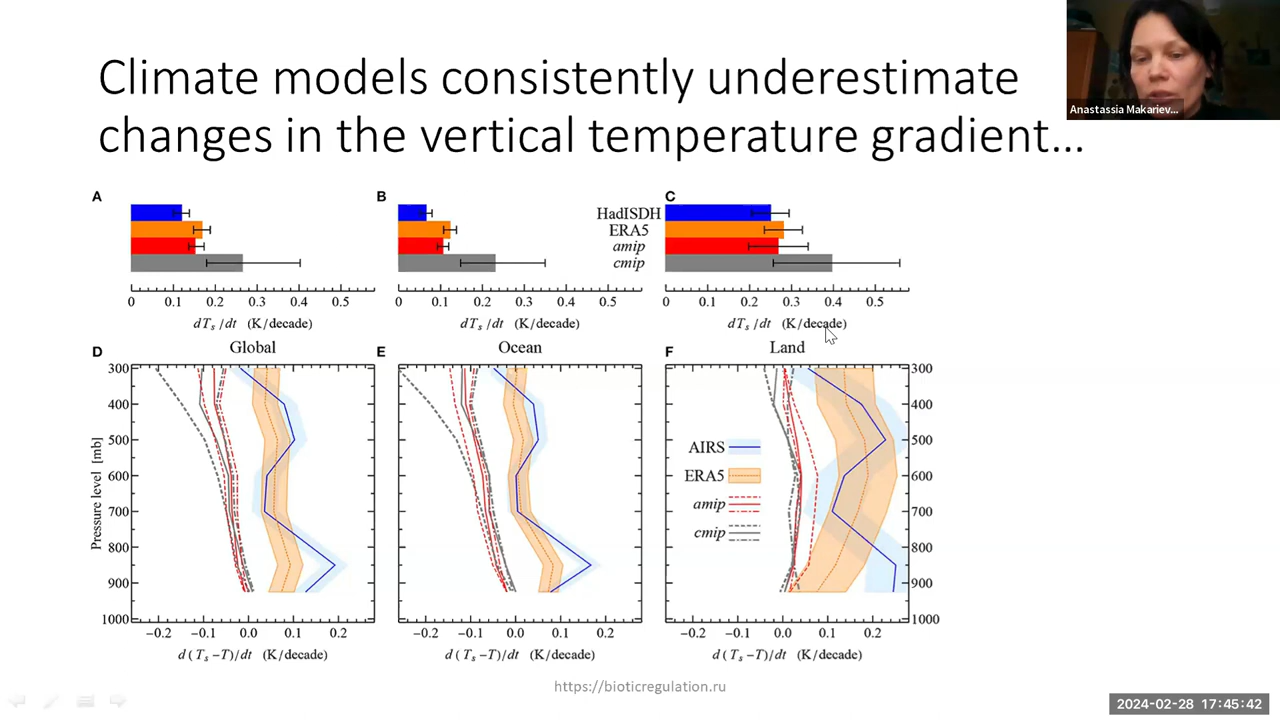 Climate models consistently underestimate
changes in the vertical temperature gradient...
Anastassia Makariev...
A
B
C
HadISDH
ERA5
amip
cmip
0 0.1 0.2 0.3 0.4 0.5
0 0.1 0.2 0.3 0.4 0.5
0 0.1 0.2 0.3 0.4 0.5
dTs /dt (K/decade)
dTs /dt (K/decade)
dTs /dt (K/decade)
D Global
E Ocean
F Land
Pressure level [mb]
300
400
500
600
700
800
900
1000
AIRS
ERA5
amip
cmip
300
400
500
600
700
800
900
1000
−0.2 −0.1 0.0 0.1 0.2
−0.2 −0.1 0.0 0.1 0.2
−0.2 −0.1 0.0 0.1 0.2
d (Ts −T)/dt (K/decade)
d (Ts −T)/dt (K/decade)
d (Ts −T)/dt (K/decade)
https://bioticregulation.ru
2024-02-28 17:45:42